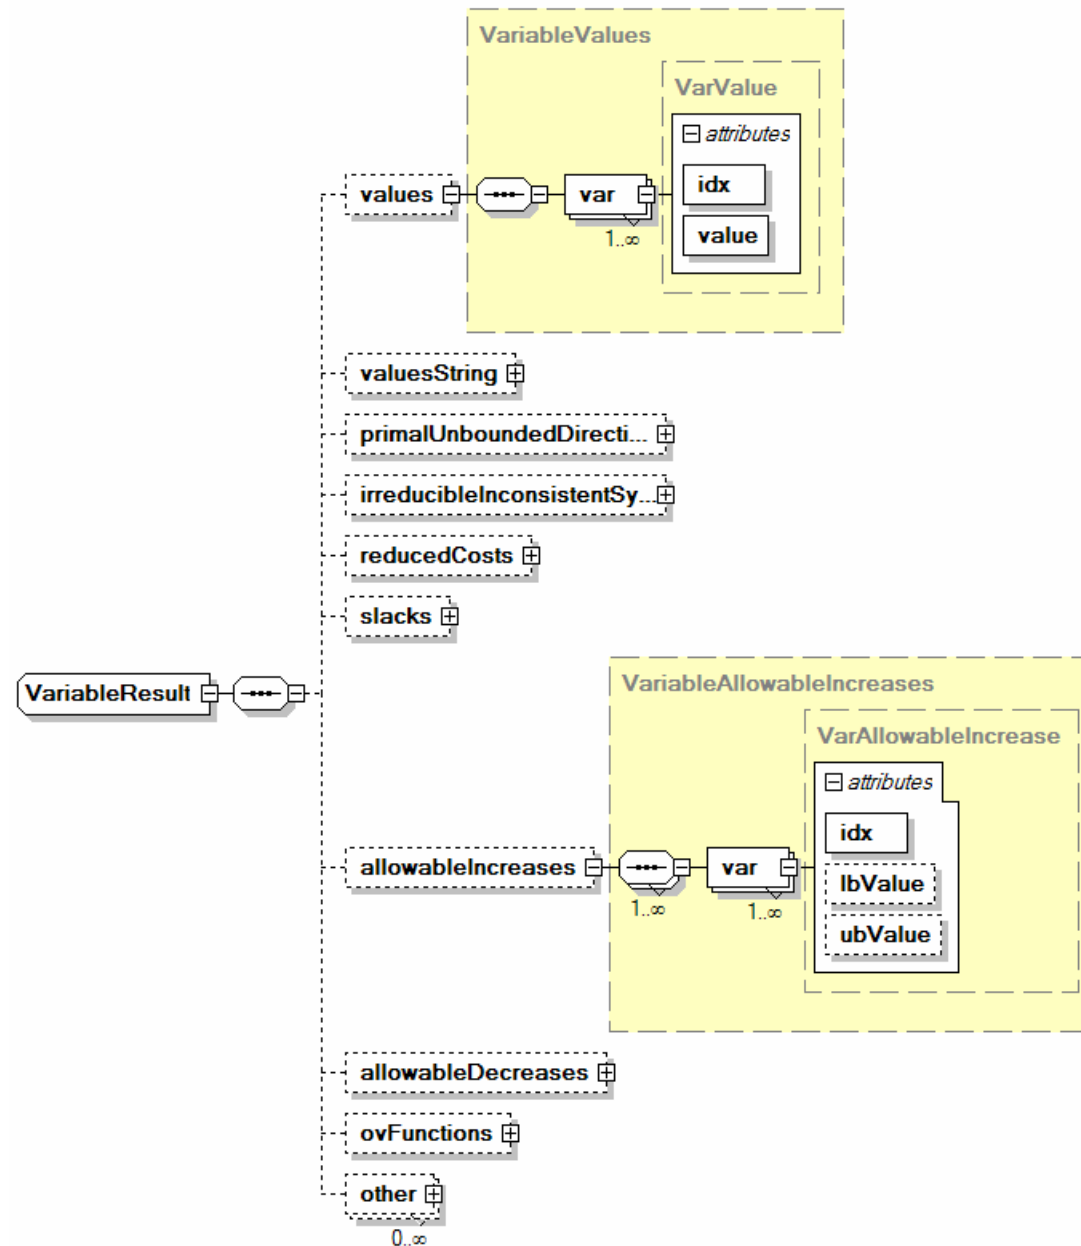 VariableValues
VarValue
attributes
idx
values
var
value
1..∞
valuesString
primalUnboundedDirecti...
irreducibleInconsistentSy...
reducedCosts
slacks
VariableResult
VariableAllowableIncreases
VarAllowableIncrease
attributes
idx
allowableIncreases
var
lbValue
1..∞
1..∞
ubValue
allowableDecreases
ovFunctions
other
0..∞